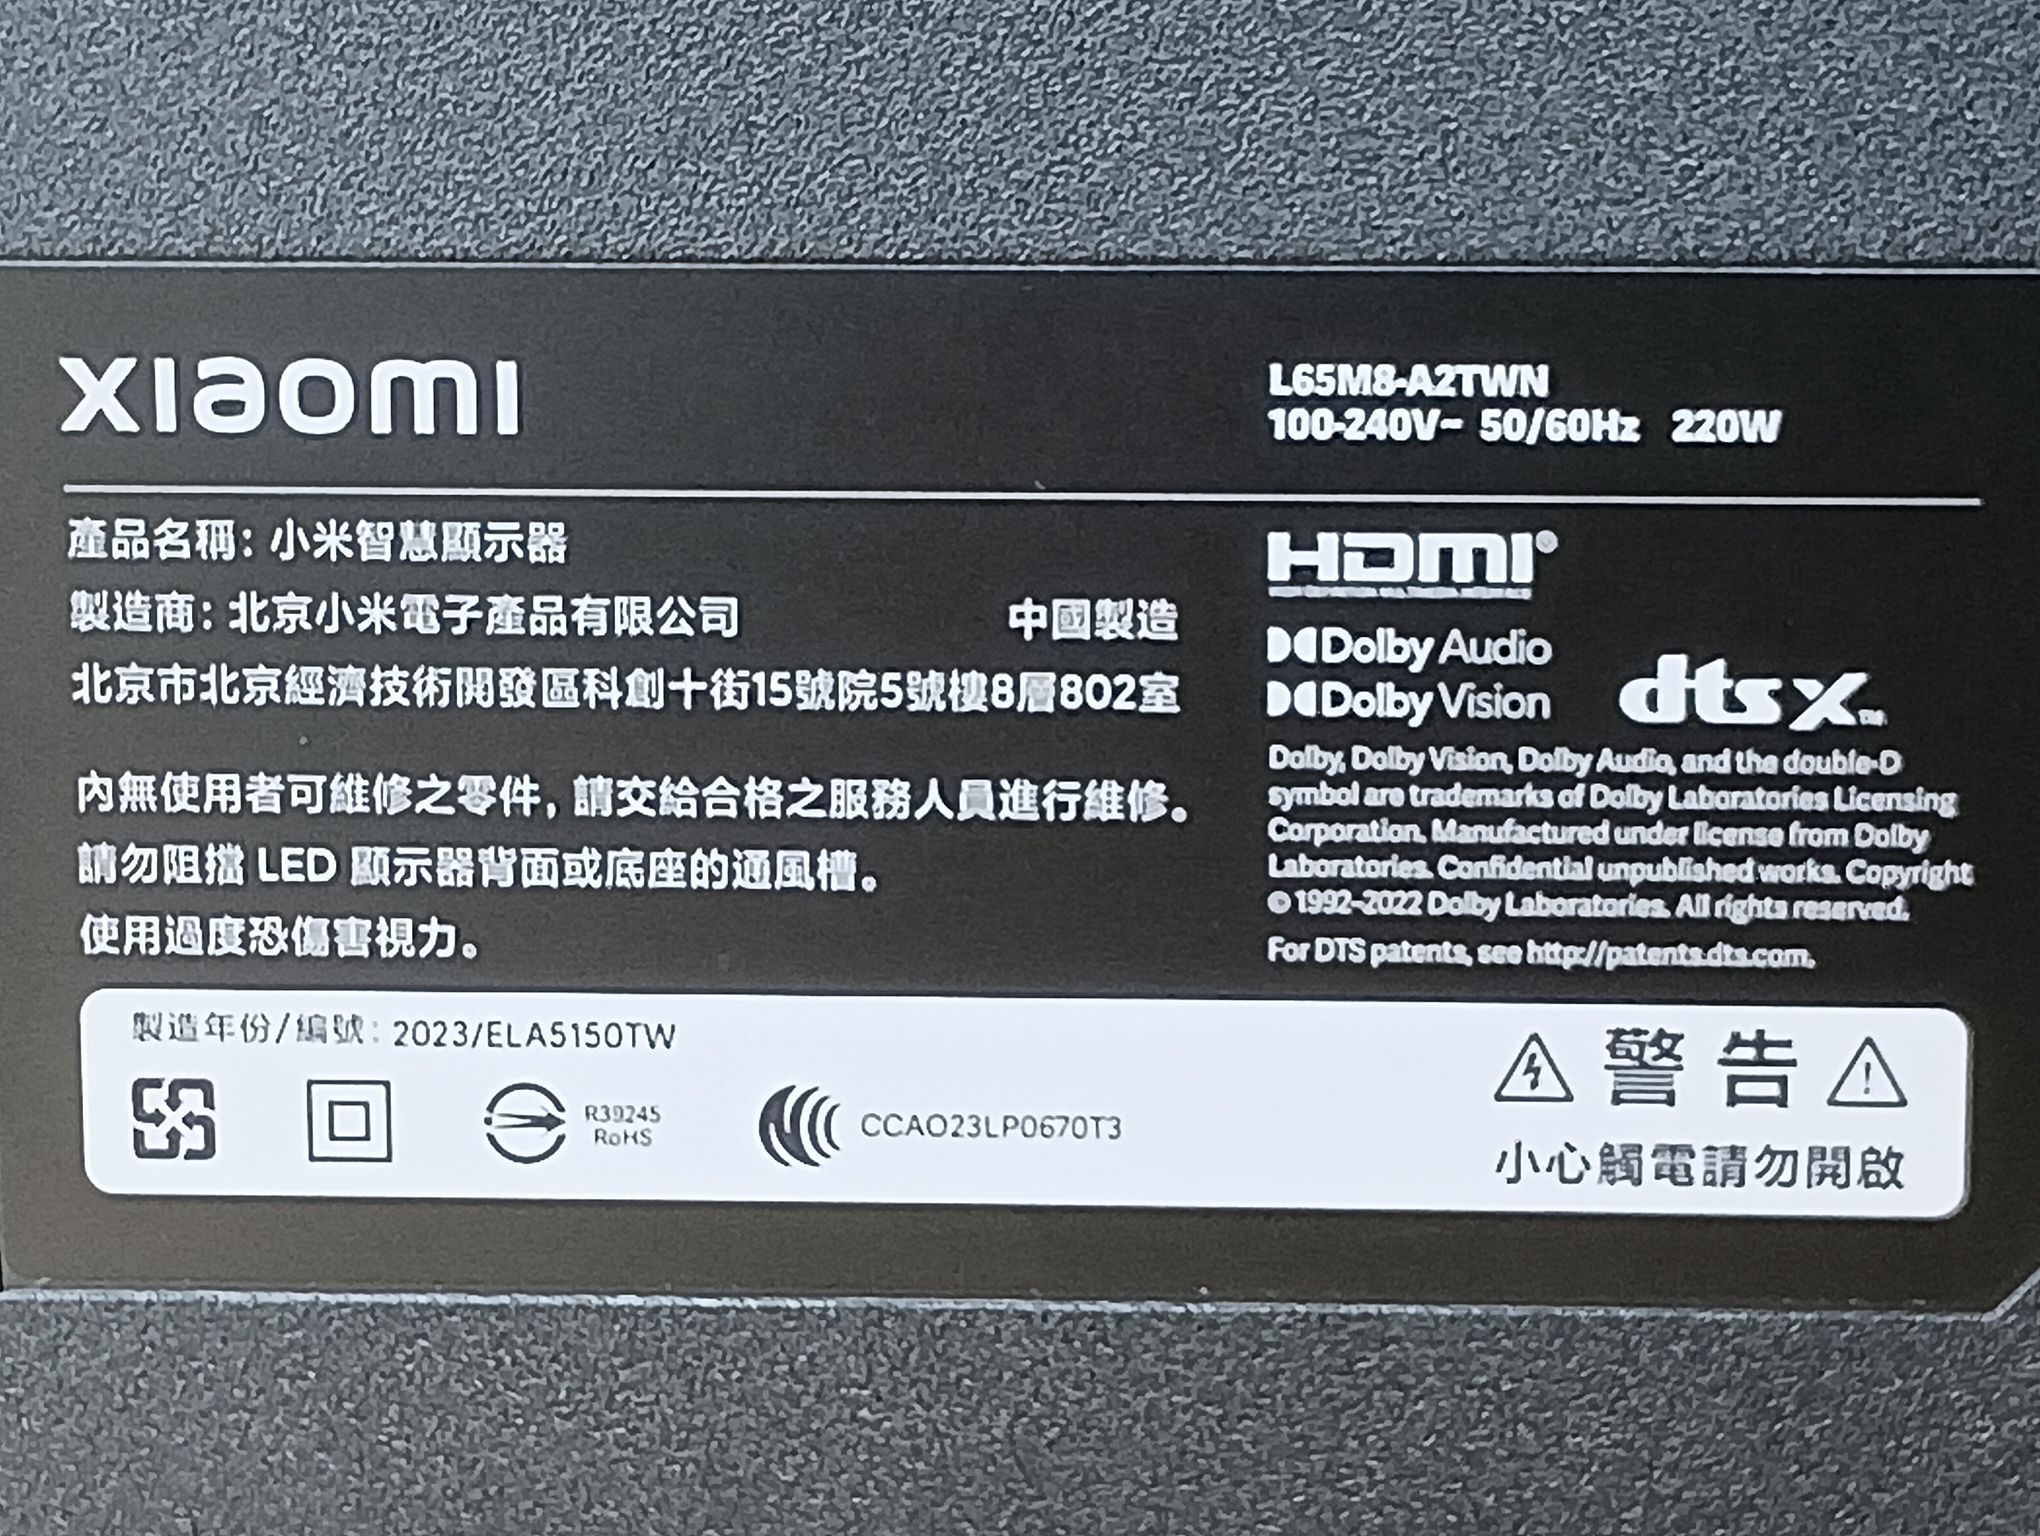 xiaomi
L65M8-A2TWN
100-240V~ 50/60Hz 220W
產品名稱: 小米智慧顯示器
製造商: 北京小米電子產品有限公司 中國製造
北京市北京經濟技術開發區科創十街15號院5號樓8層802室
內無使用者可維修之零件, 請交給合格之服務人員進行維修。
請勿阻擋 LED 顯示器背面或底座的通風槽。
使用過度恐傷害視力。
HDMI®
Dolby Audio
Dolby Vision
dts X™
Dolby, Dolby Vision, Dolby Audio, and the double-D
symbol are trademarks of Dolby Laboratories Licensing
Corporation. Manufactured under license from Dolby
Laboratories. Confidential unpublished works. Copyright
© 1992-2022 Dolby Laboratories. All rights reserved.
For DTS patents, see http://patents.dts.com.
製造年份/編號: 2023/ELA5150TW
R39245
RoHS
CCAO23LP0670T3
警告
小心觸電請勿開啟